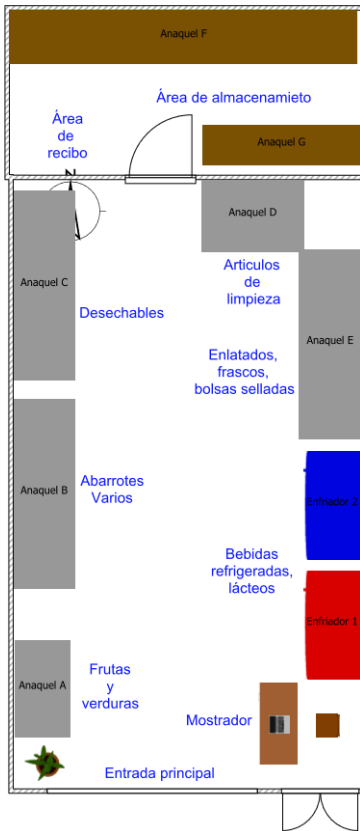 Anaquel F
Área de almacenamieto
Área
de
recibo
Anaquel G
N
Anaquel C
Anaquel D
Articulos
de
limpieza
Desechables
Anaquel E
Enlatados,
frascos,
bolsas selladas
Anaquel B
Abarrotes
Varios
Enfriador 2
Bebidas
refrigeradas,
lácteos
Enfriador 1
Anaquel A
Frutas
y
verduras
Mostrador
Entrada principal